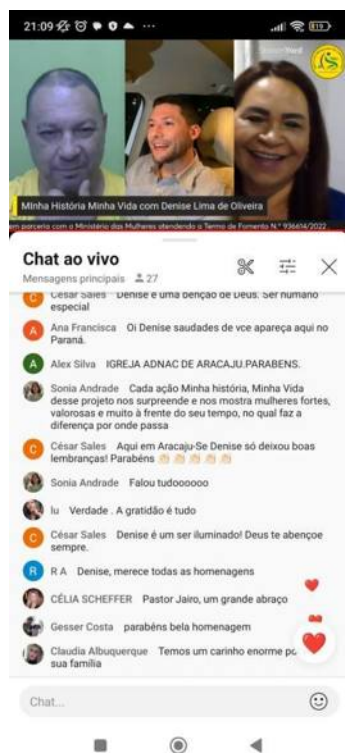 21:09
MInha História Minha Vida com Denise Lima de Oliveira
em parceria com o Ministério das Mulheres atendendo o Termo de Fomento N.º 936414/2022
Chat ao vivo
Mensagens principais 27
C César Sales Denise é uma benção de Deus. Ser humano
especial
A Ana Francisca Oi Denise saudades de vce apareça aqui no
Paraná.
A Alex Silva IGREJA ADNAC DE ARACAJU.PARABENS.
Sonia Andrade Cada ação Minha história, Minha Vida
desse projeto nos surpreende e nos mostra mulheres fortes,
valorosas e muito à frente do seu tempo, no qual faz a
diferença por onde passa
C César Sales Aqui em Aracaju-Se Denise só deixou boas
lembranças! Parabéns 👏🏻👏🏻👏🏻👏🏻👏🏻
Sonia Andrade Falou tudoooooo
lu Verdade . A gratidão é tudo
C César Sales Denise é um ser iluminado! Deus te abençoe
sempre.
R R A Denise, merece todas as homenagens
CÉLIA SCHEFFER Pastor Jairo, um grande abraço
Gesser Costa parabéns bela homenagem
Claudia Albuquerque Temos um carinho enorme
sua família
Chat...